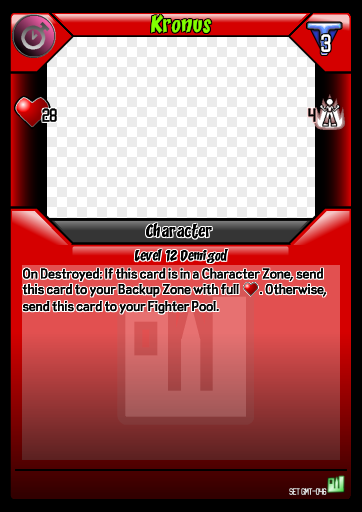 Kronus
3
28
4
Character
Level 12 Demigod
On Destroyed: If this card is in a Character Zone, send
this card to your Backup Zone with full . Otherwise,
send this card to your Fighter Pool.
SET GMT-046